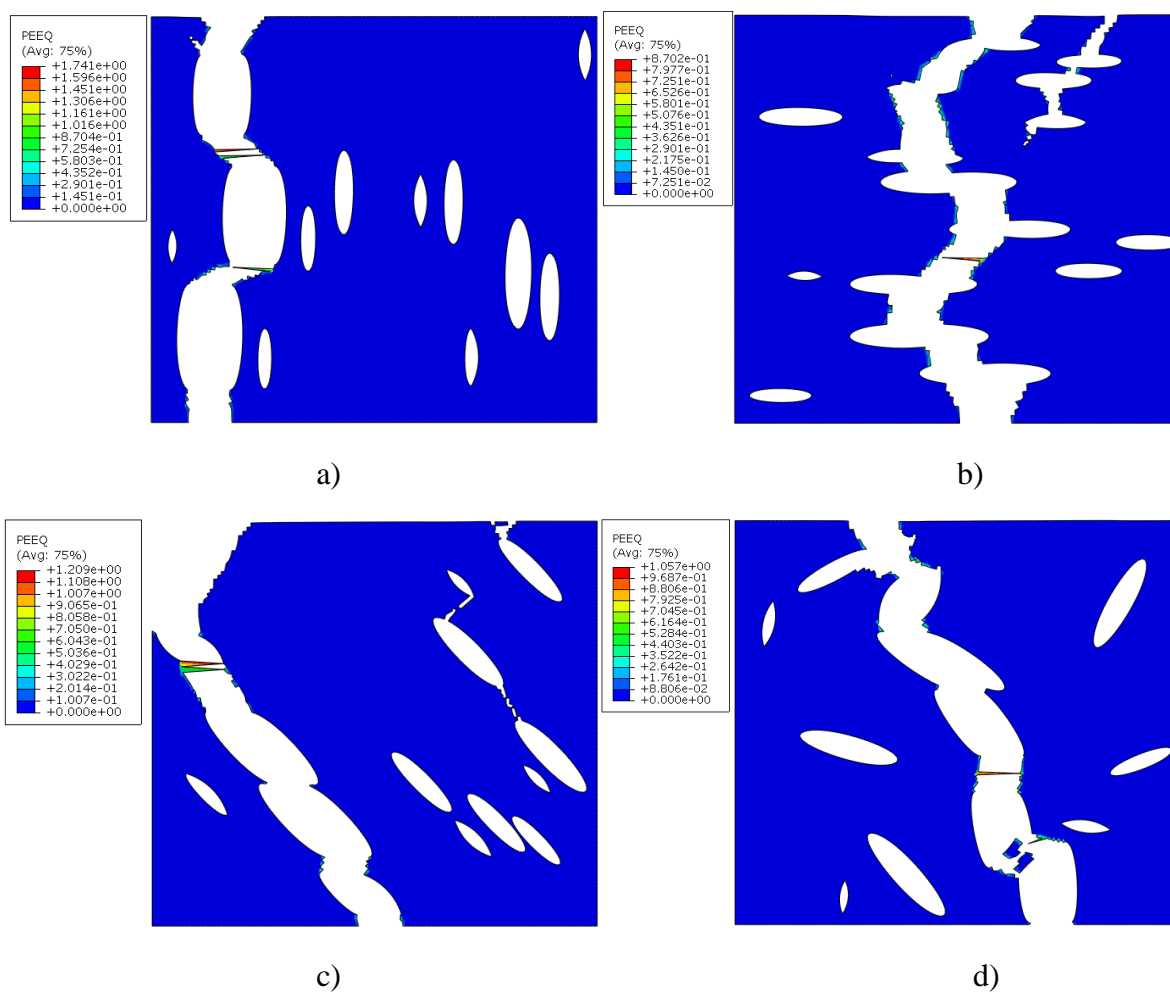 PEEQ
(Avg: 75%)
+1.741e+00
+1.596e+00
+1.451e+00
+1.306e+00
+1.161e+00
+1.016e+00
+8.704e-01
+7.254e-01
+5.803e-01
+4.352e-01
+2.901e-01
+1.451e-01
+0.000e+00
PEEQ
(Avg: 75%)
+8.702e-01
+7.977e-01
+7.251e-01
+6.526e-01
+5.801e-01
+5.076e-01
+4.351e-01
+3.626e-01
+2.901e-01
+2.175e-01
+1.450e-01
+7.251e-02
+0.000e+00
a)
b)
PEEQ
(Avg: 75%)
+1.209e+00
+1.108e+00
+1.007e+00
+9.065e-01
+8.058e-01
+7.050e-01
+6.043e-01
+5.036e-01
+4.029e-01
+3.022e-01
+2.014e-01
+1.007e-01
+0.000e+00
PEEQ
(Avg: 75%)
+1.057e+00
+9.687e-01
+8.806e-01
+7.925e-01
+7.045e-01
+6.164e-01
+5.284e-01
+4.403e-01
+3.522e-01
+2.642e-01
+1.761e-01
+8.806e-02
+0.000e+00
c)
d)